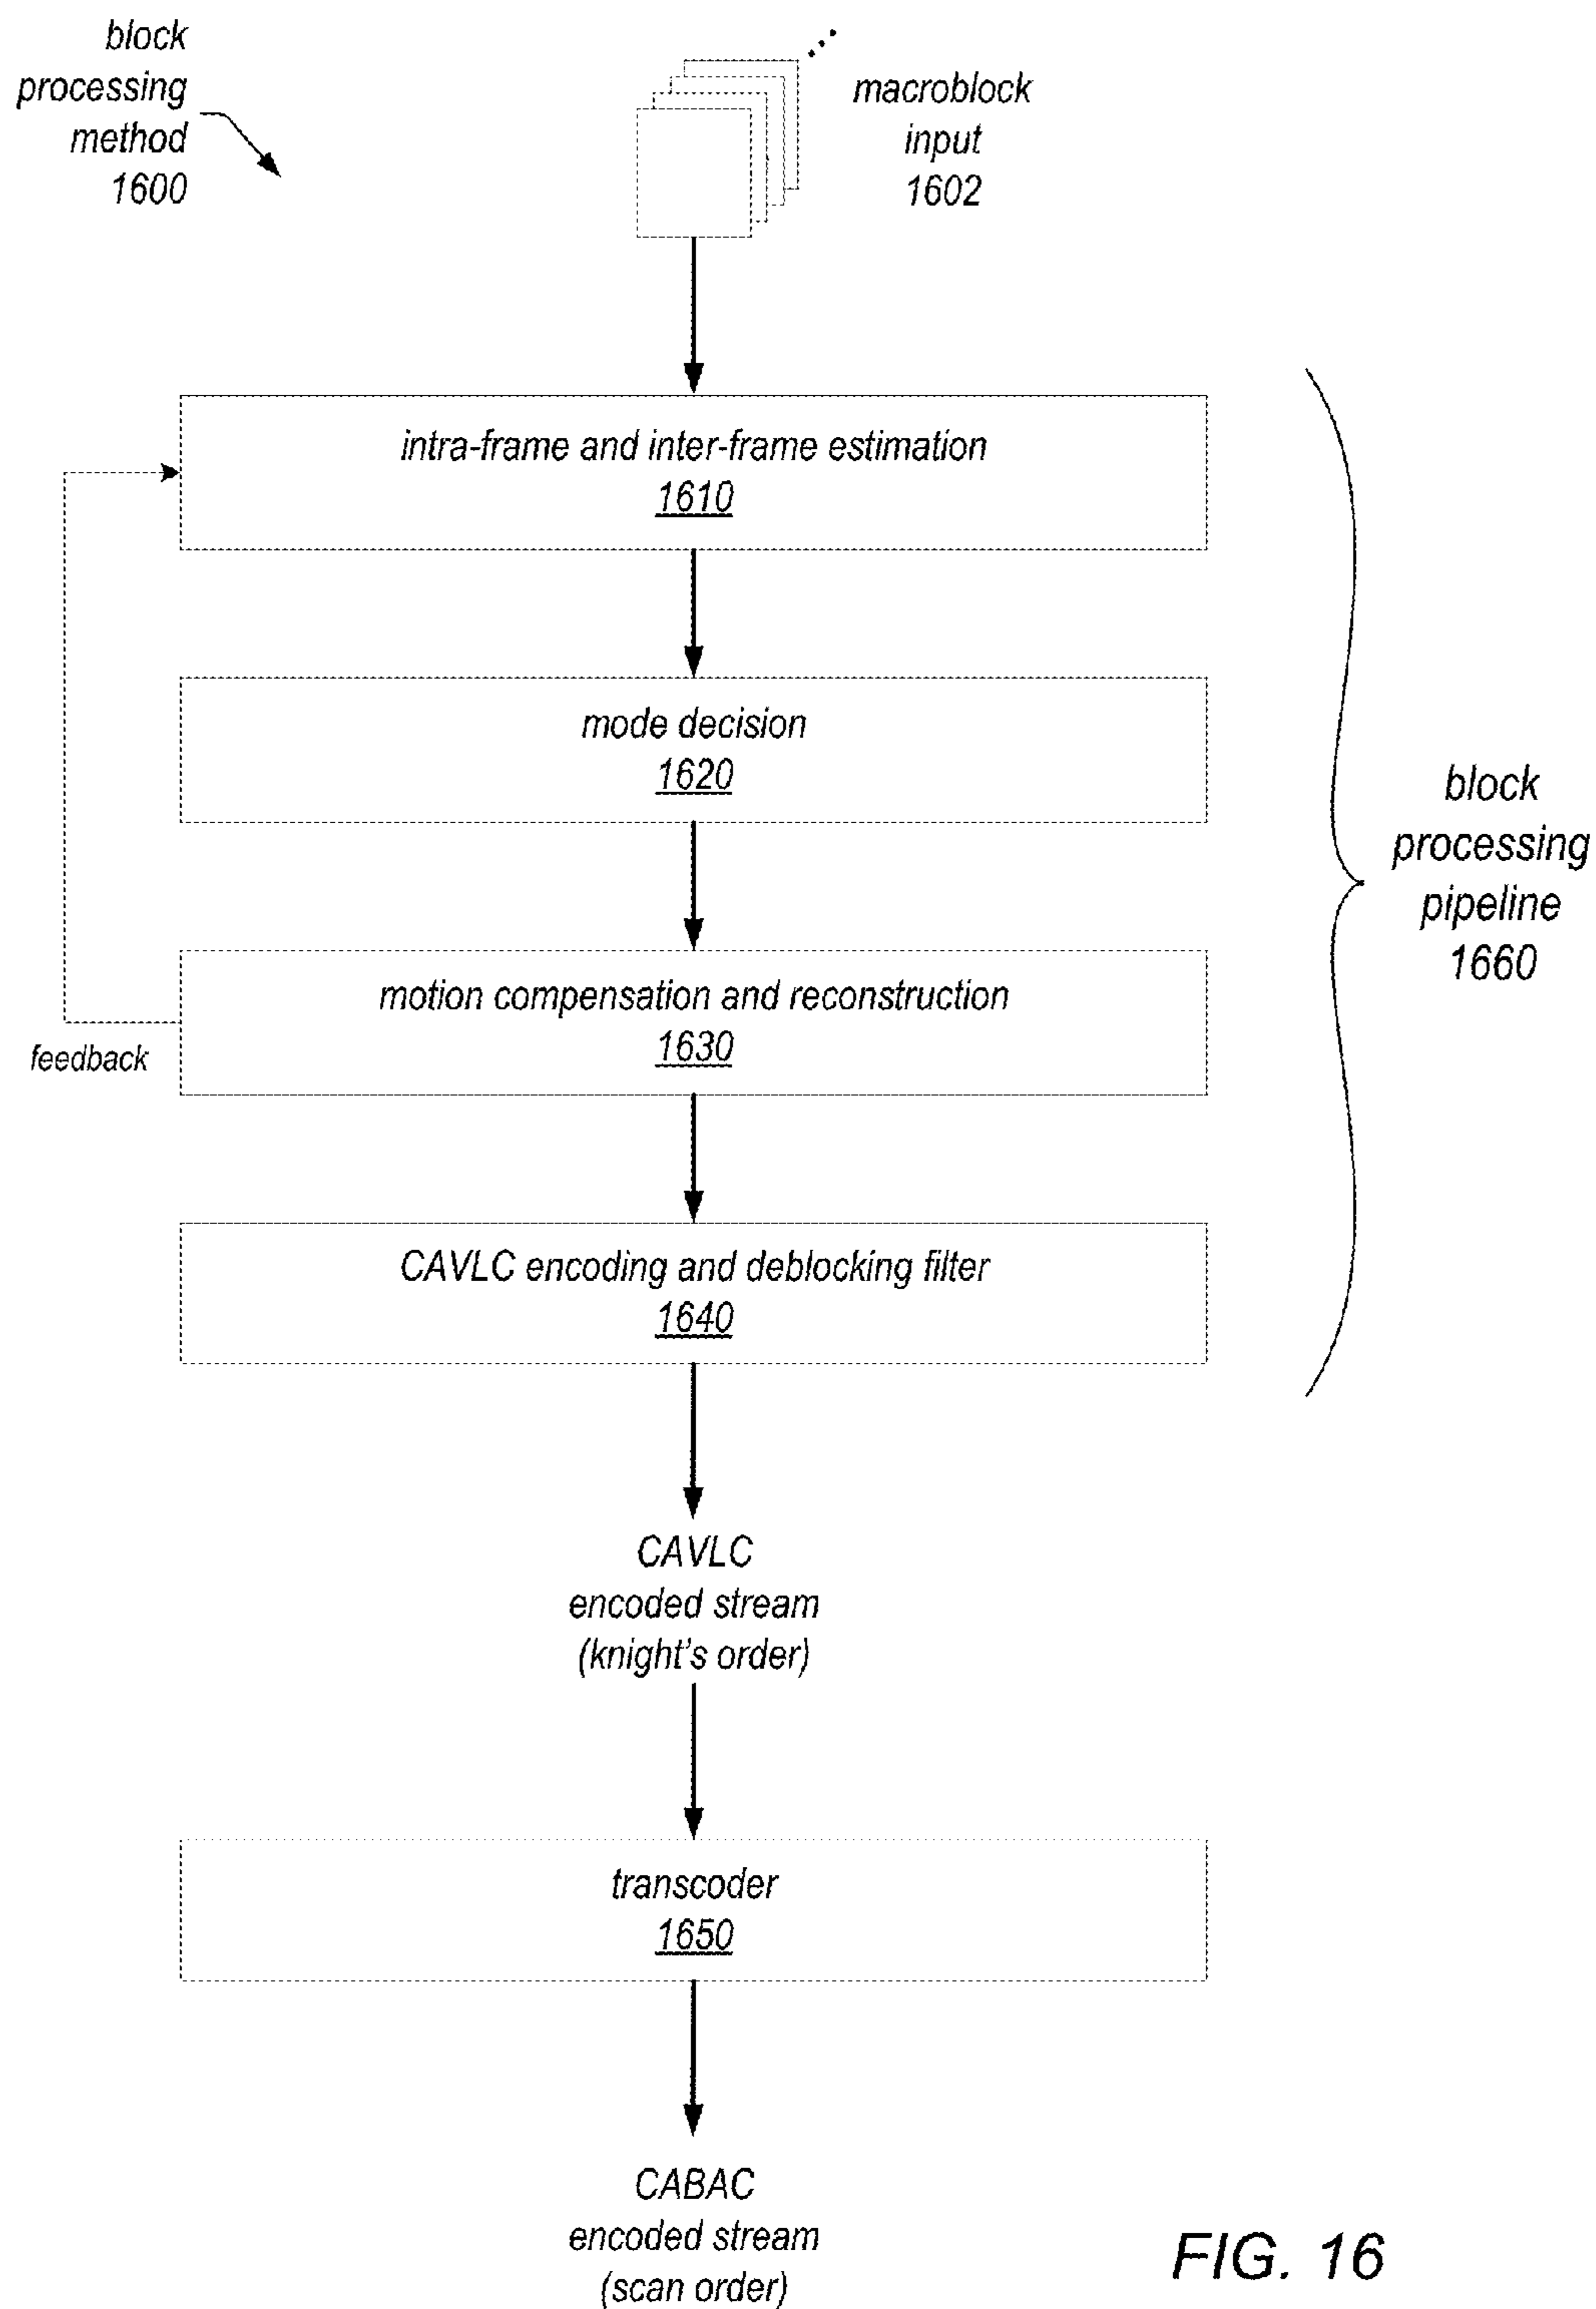 block
processing
method
1600
macroblock
input
1602
intra-frame and inter-frame estimation
1610
mode decision
1620
block
processing
pipeline
1660
motion compensation and reconstruction
1630
feedback
CAVLC encoding and deblocking filter
1640
CAVLC
encoded stream
(knight's order)
transcoder
1650
CABAC
encoded stream
(scan order)
FIG. 16